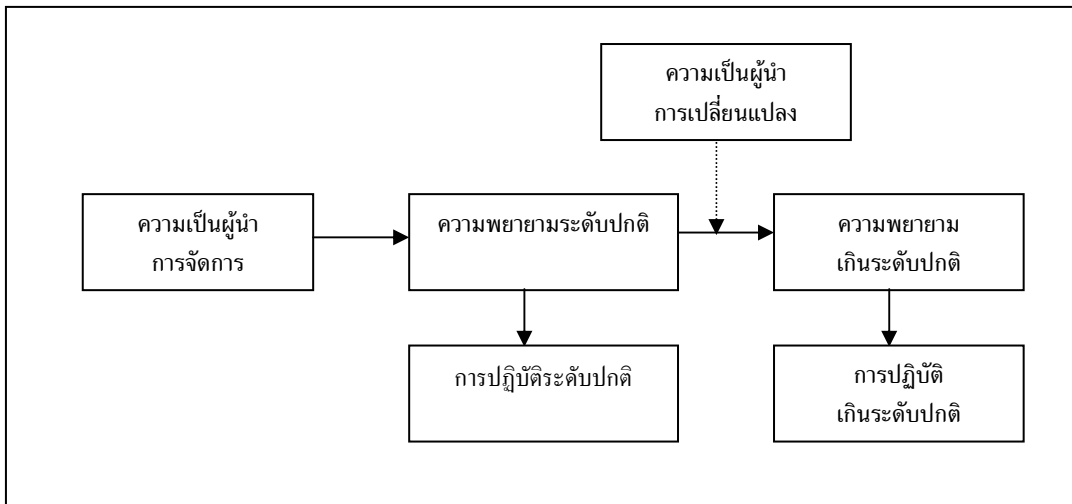 ความเป็นผู้นำ
การเปลี่ยนแปลง
ความเป็นผู้นำ
การจัดการ
ความพยายามระดับปกติ
ความพยายาม
เกินระดับปกติ
การปฏิบัติระดับปกติ
การปฏิบัติ
เกินระดับปกติ